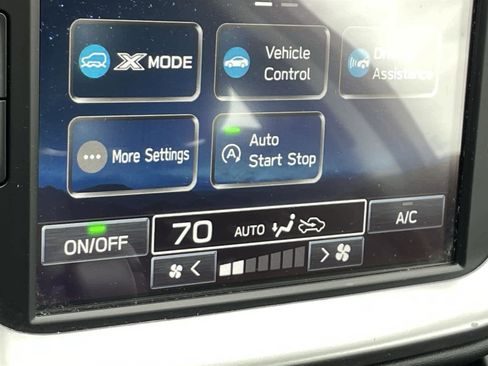 X MODE
Vehicle
Control
Assistance
More Settings
Auto
Start Stop
A
ON/OFF
70
AUTO
A/C
<
>